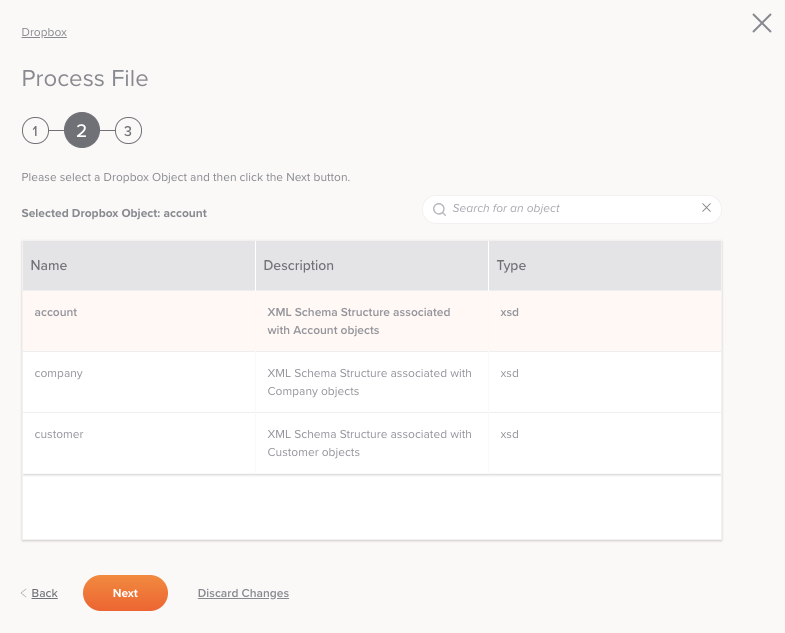 Dropbox
Process File
1 2 3
Please select a Dropbox Object and then click the Next button.
Selected Dropbox Object: account
Search for an object
Name Description Type
account XML Schema Structure associated xsd
with Account objects
company XML Schema Structure associated with xsd
Company objects
customer XML Schema Structure associated with xsd
Customer objects
Back Next Discard Changes